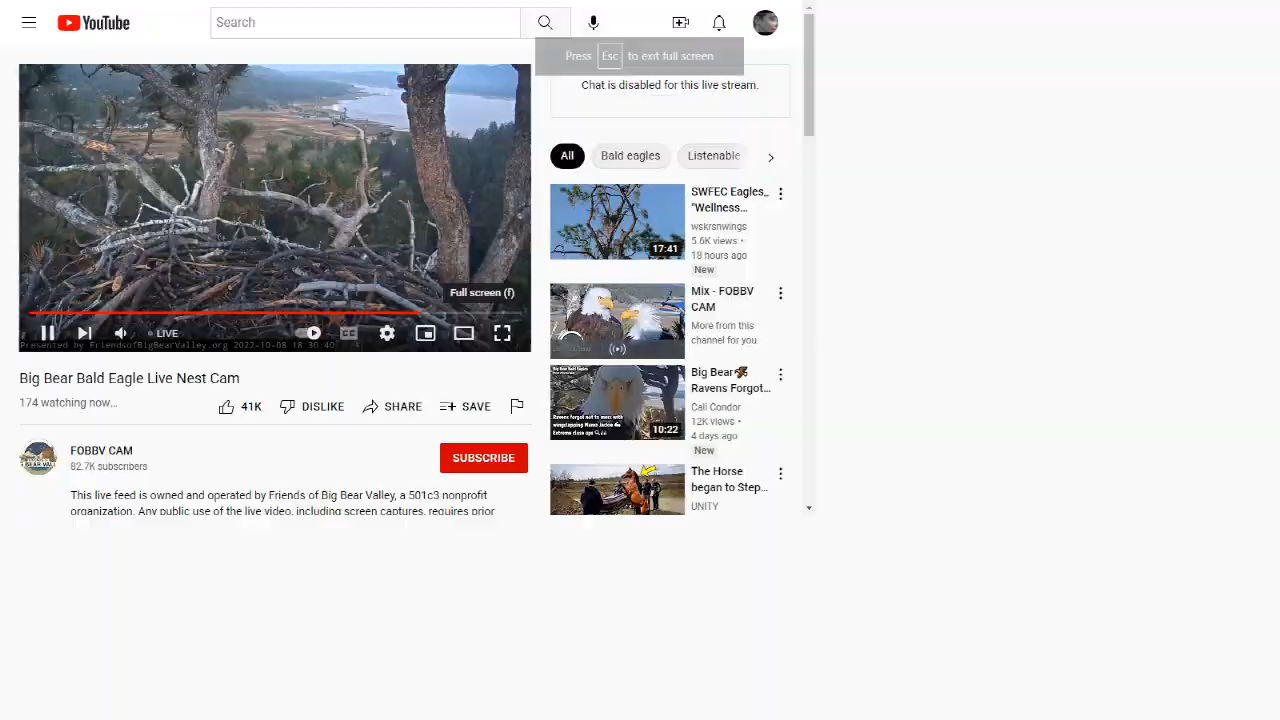 YouTube
Search
Press Esc to exit full screen
Chat is disabled for this live stream.
All
Bald eagles
Listenable
SWFEC Eagles_
"Wellness...
wskrsnwings
5.6K views •
18 hours ago
New
17:41
Mix - FOBBV
CAM
More from this
channel for you
Big Bear
Ravens Forgot...
Cali Condor
12K views •
4 days ago
New
10:22
The Horse
began to Step...
UNITY
Full screen (f)
LIVE
CC
Presented by FriendsofBigBearValley.org 2022-10-08 18 30:40
Big Bear Bald Eagle Live Nest Cam
174 watching now...
41K
DISLIKE
SHARE
SAVE
FOBBV CAM
82.7K subscribers
SUBSCRIBE
This live feed is owned and operated by Friends of Big Bear Valley, a 501c3 nonprofit
organization. Any public use of the live video, including screen captures, requires prior